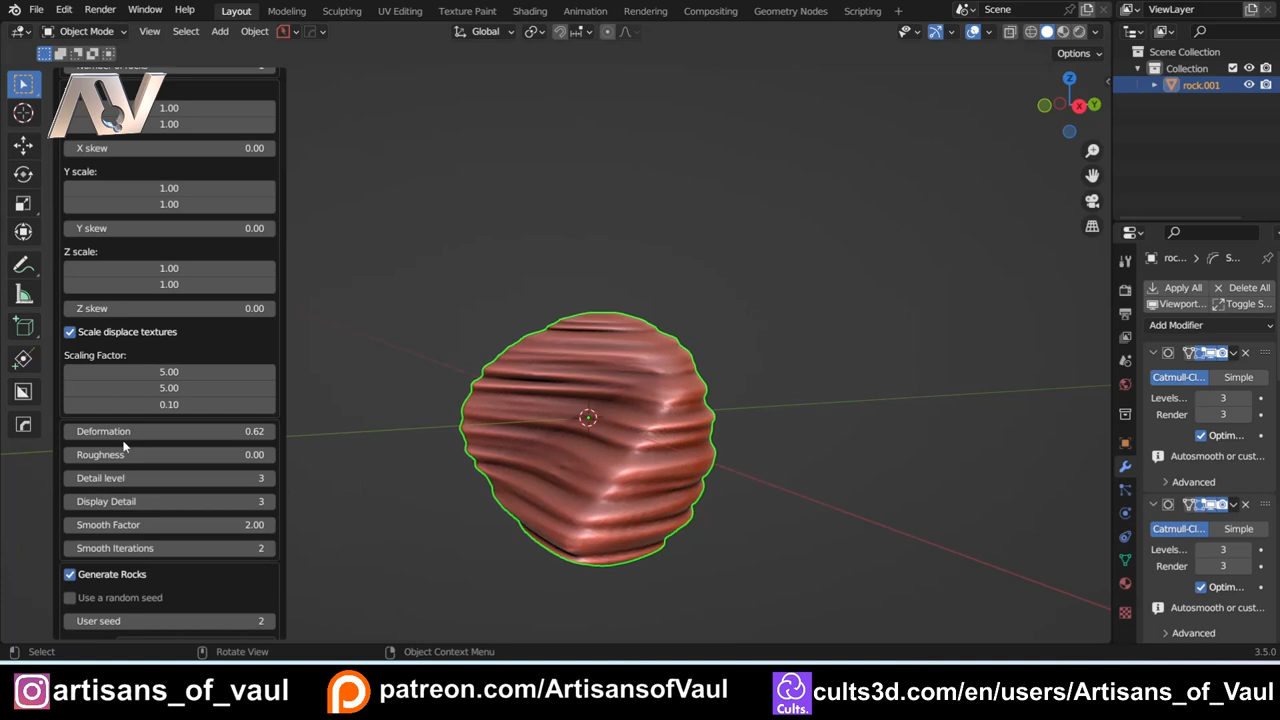 File Edit Render Window Help Layout Modeling Sculpting UV Editing Texture Paint Shading Animation Rendering Compositing Geometry Nodes Scripting + Scene ViewLayer
Object Mode View Select Add Object Global
Options
Scene Collection
Collection
rock.001
AV
1.00
1.00
X skew 0.00
Y scale:
1.00
1.00
Y skew 0.00
Z scale:
1.00
1.00
Z skew 0.00
Scale displace textures
Scaling Factor:
5.00
5.00
0.10
Deformation 0.62
Roughness 0.00
Detail level 3
Display Detail 3
Smooth Factor 2.00
Smooth Iterations 2
Generate Rocks
Use a random seed
User seed 2
roc... S...
Apply All Delete All
Viewport... Toggle S...
Add Modifier
Catmull-Cl... Simple
Levels... 3
Render 3
Optim...
Autosmooth or cust...
Advanced
Catmull-Cl... Simple
Levels... 3
Render 3
Optim...
Autosmooth or cust...
Advanced
Select Rotate View Object Context Menu 3.5.0
artisans_of_vaul patreon.com/ArtisansofVaul Cults. cults3d.com/en/users/Artisans_of_Vaul